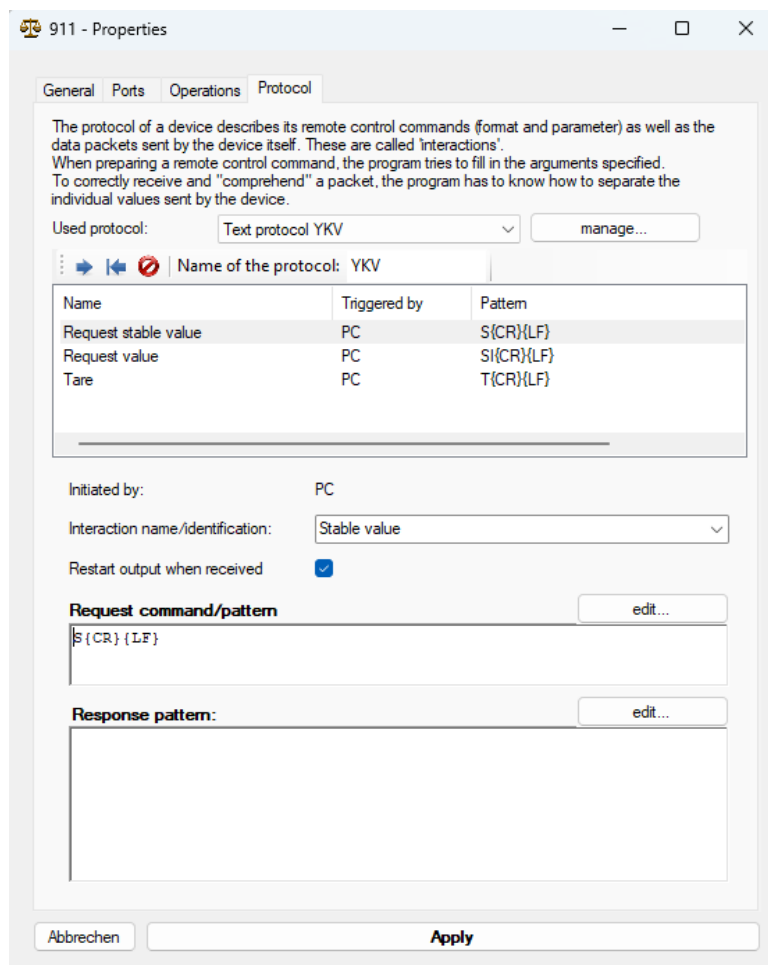 911 - Properties
General Ports Operations Protocol
The protocol of a device describes its remote control commands (format and parameter) as well as the
data packets sent by the device itself. These are called 'interactions'.
When preparing a remote control command, the program tries to fill in the arguments specified.
To correctly receive and "comprehend" a packet, the program has to know how to separate the
individual values sent by the device.
Used protocol: Text protocol YKV manage...
Name of the protocol: YKV
Name Triggered by Pattern
Request stable value PC S{CR}{LF}
Request value PC SI{CR}{LF}
Tare PC T{CR}{LF}
Initiated by: PC
Interaction name/identification: Stable value
Restart output when received
Request command/pattern edit...
S{CR}{LF}
Response pattern: edit...
Abbrechen Apply